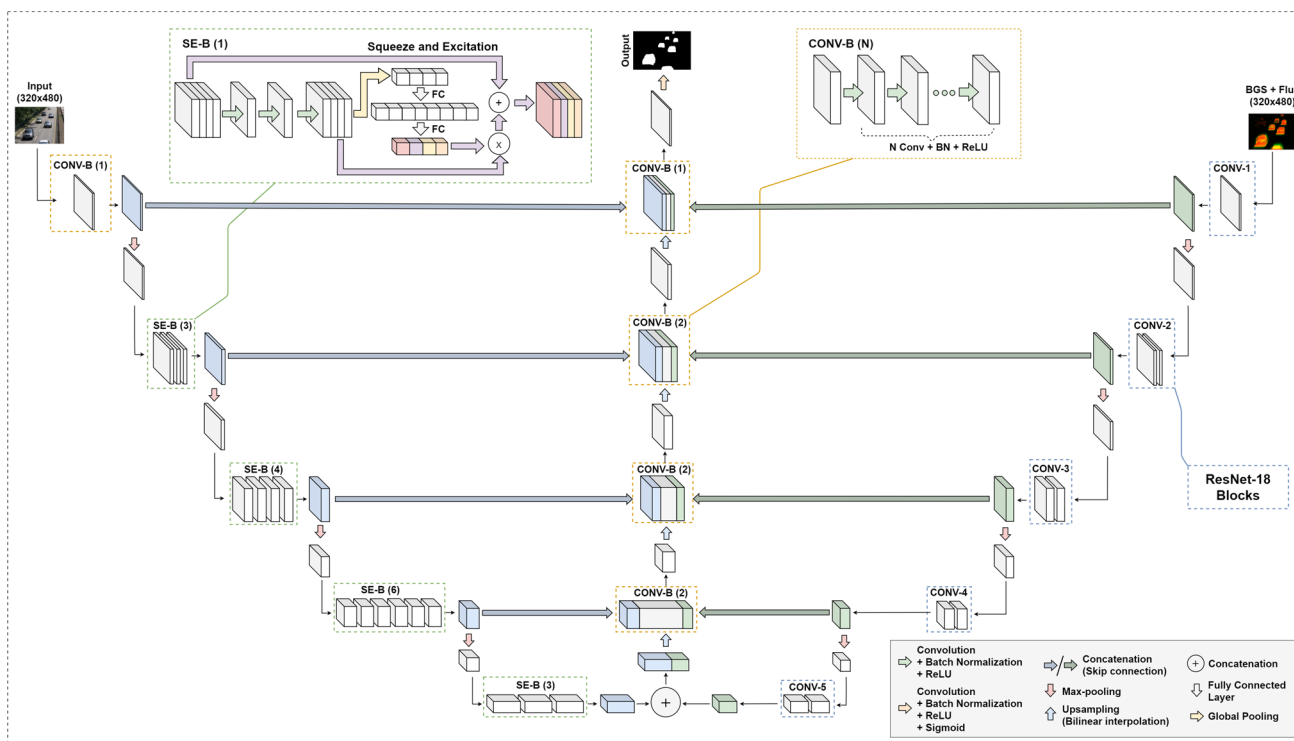 SE-B (1)
Squeeze and Excitation
FC
FC
+
x
Input
(320x480)
CONV-B (1)
Output
CONV-B (N)
N Conv + BN + ReLU
BGS + Flu
(320x480)
CONV-B (1)
CONV-1
SE-B (3)
CONV-B (2)
CONV-2
SE-B (4)
CONV-B (2)
CONV-3
ResNet-18
Blocks
SE-B (6)
CONV-B (2)
CONV-4
SE-B (3)
+
CONV-5
Convolution
+ Batch Normalization
+ ReLU
Convolution
+ Batch Normalization
+ ReLU
+ Sigmoid
/
Concatenation
(Skip connection)
Max-pooling
Upsampling
(Bilinear interpolation)
+
Concatenation
Fully Connected
Layer
Global Pooling